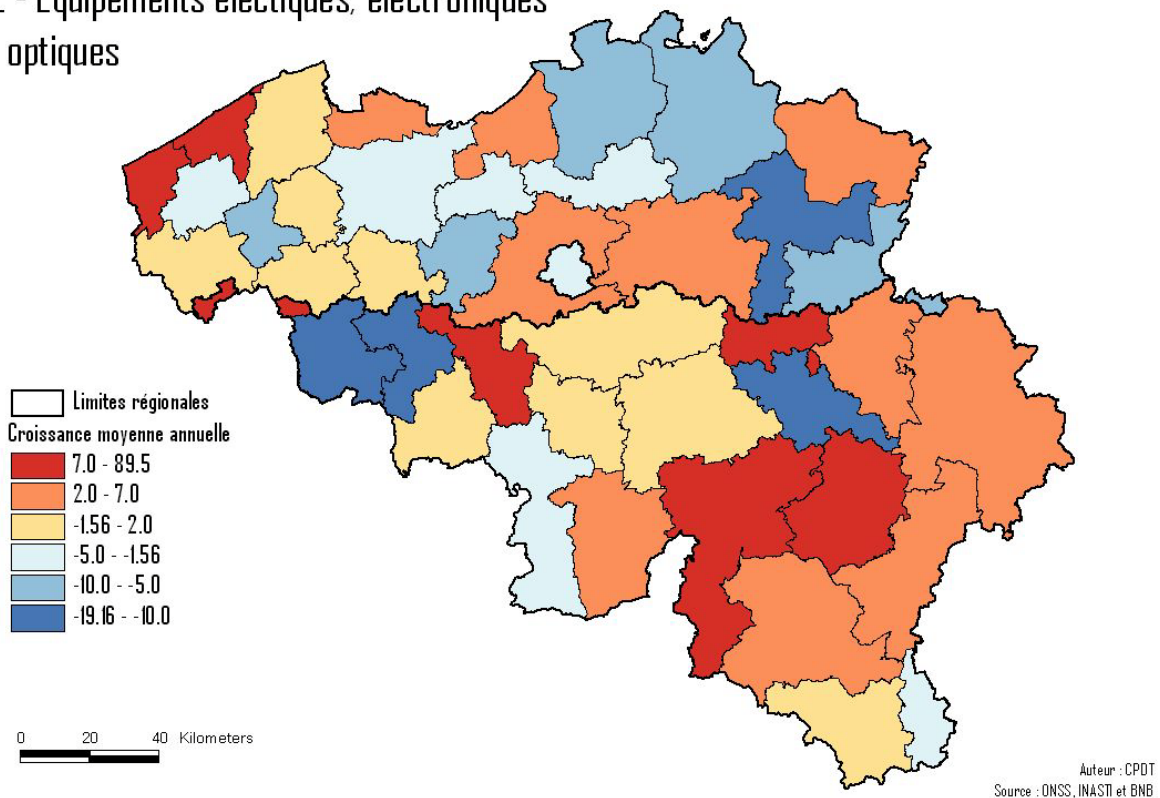 - Equipements électiques, électroniques
optiques
Limites régionales
Croissance moyenne annuelle
7.0 - 89.5
2.0 - 7.0
-1.56 - 2.0
-5.0 - -1.56
-10.0 - -5.0
-19.16 - -10.0
0 20 40 Kilometers
Auteur : CPDT
Source : ONSS, INASTI et BNB